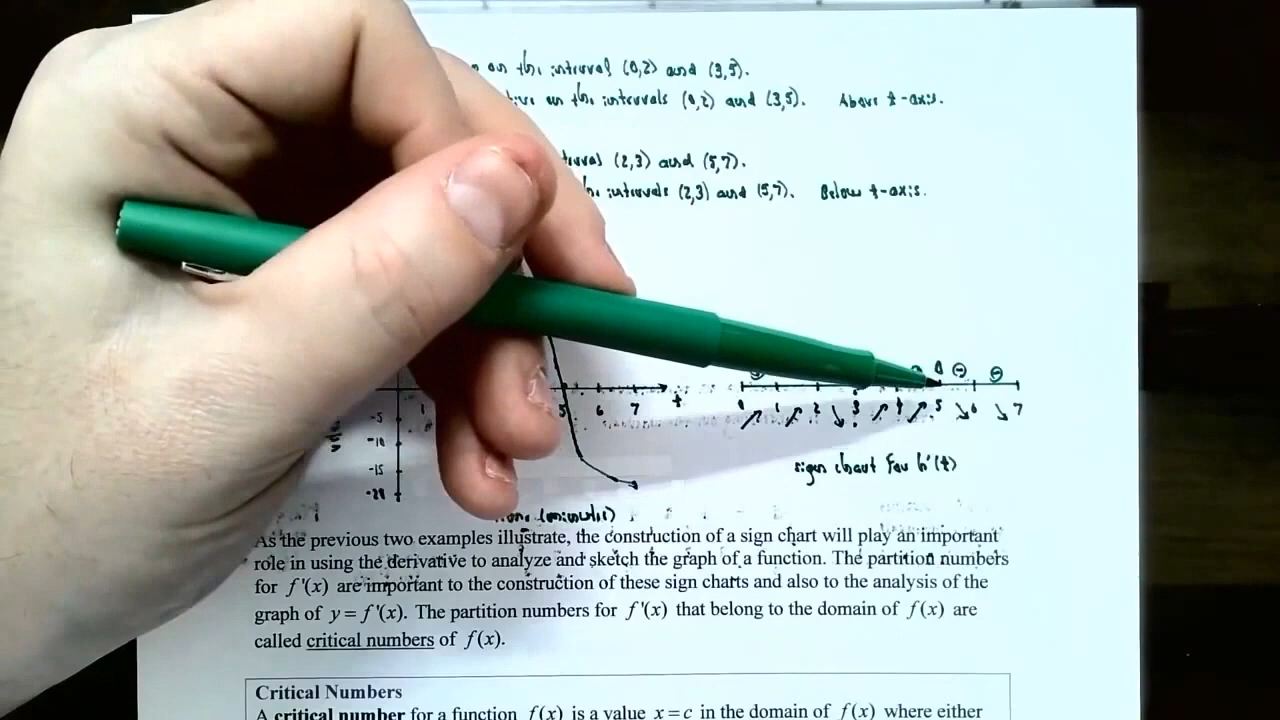 on the interval (0,2) and (3,5).
on the intervals (0,2) and (3,5). Above t-axis.
(2,3) and (5,7).
intervals (2,3) and (5,7). Below t-axis.
0
5 6 7 t
-5
-10
-15
-20
0 1 2 3 4 5 6 7
sign chart for h'(t)
As the previous two examples illustrate, the construction of a sign chart will play an important
role in using the derivative to analyze and sketch the graph of a function. The partition numbers
for f'(x) are important to the construction of these sign charts and also to the analysis of the
graph of y = f'(x). The partition numbers for f'(x) that belong to the domain of f(x) are
called critical numbers of f(x).
Critical Numbers
A critical number for a function f(x) is a value x = c in the domain of f(x) where either